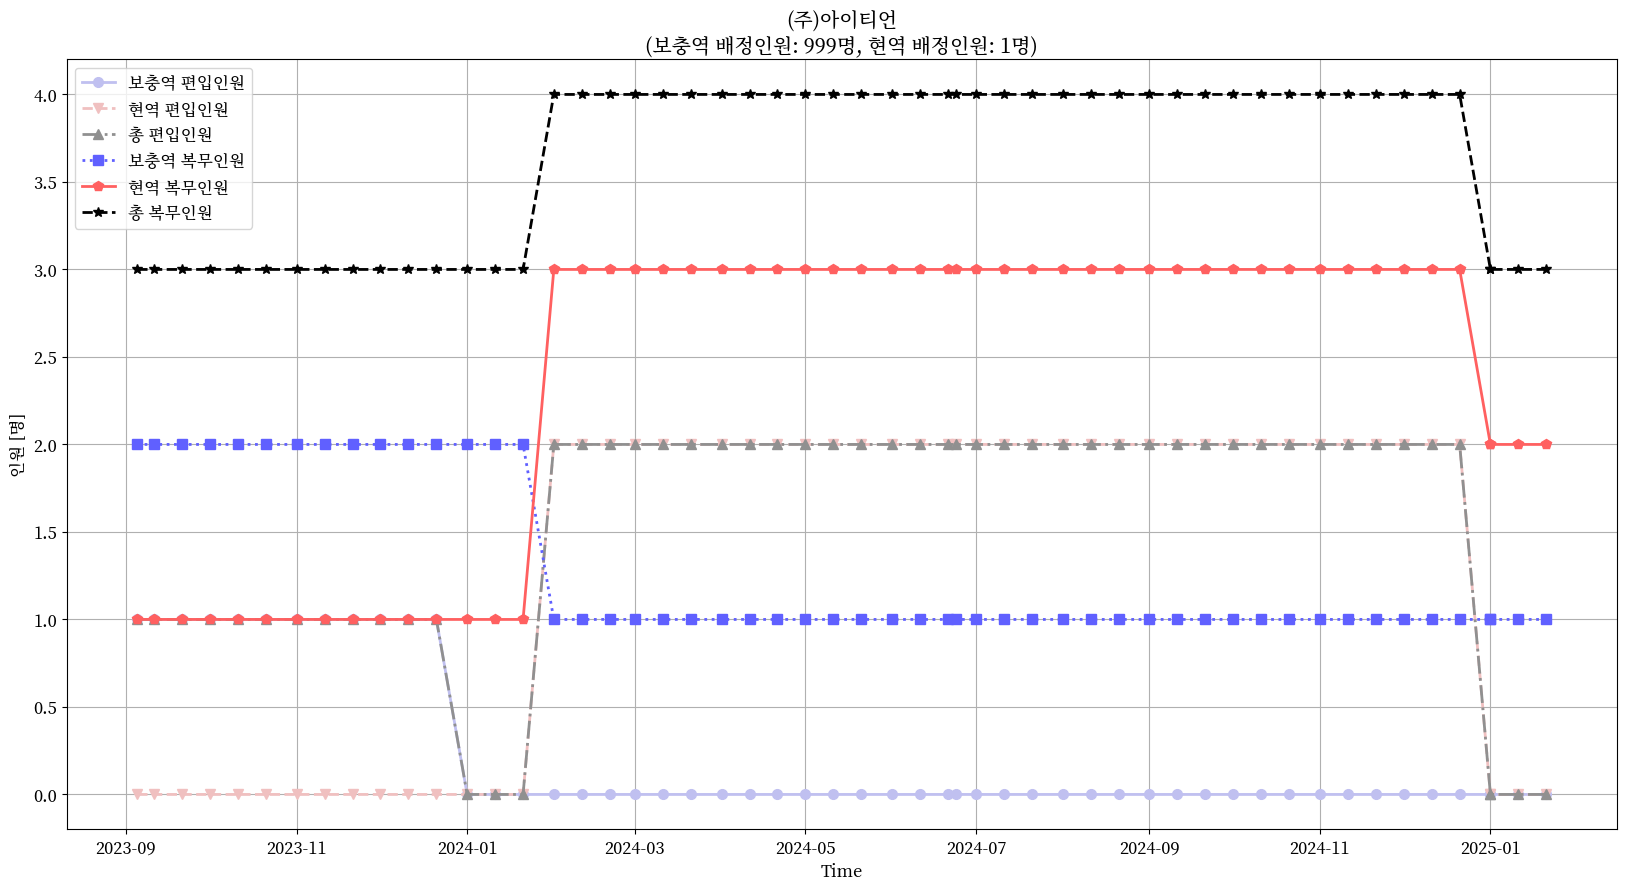 (주)아이티언
(보충역 배정인원: 999명, 현역 배정인원: 1명)
보충역 편입인원
현역 편입인원
총 편입인원
보충역 복무인원
현역 복무인원
총 복무인원
4.0
3.5
3.0
2.5
2.0
1.5
1.0
0.5
0.0
인원 [명]
2023-09
2023-11
2024-01
2024-03
2024-05
2024-07
2024-09
2024-11
2025-01
Time